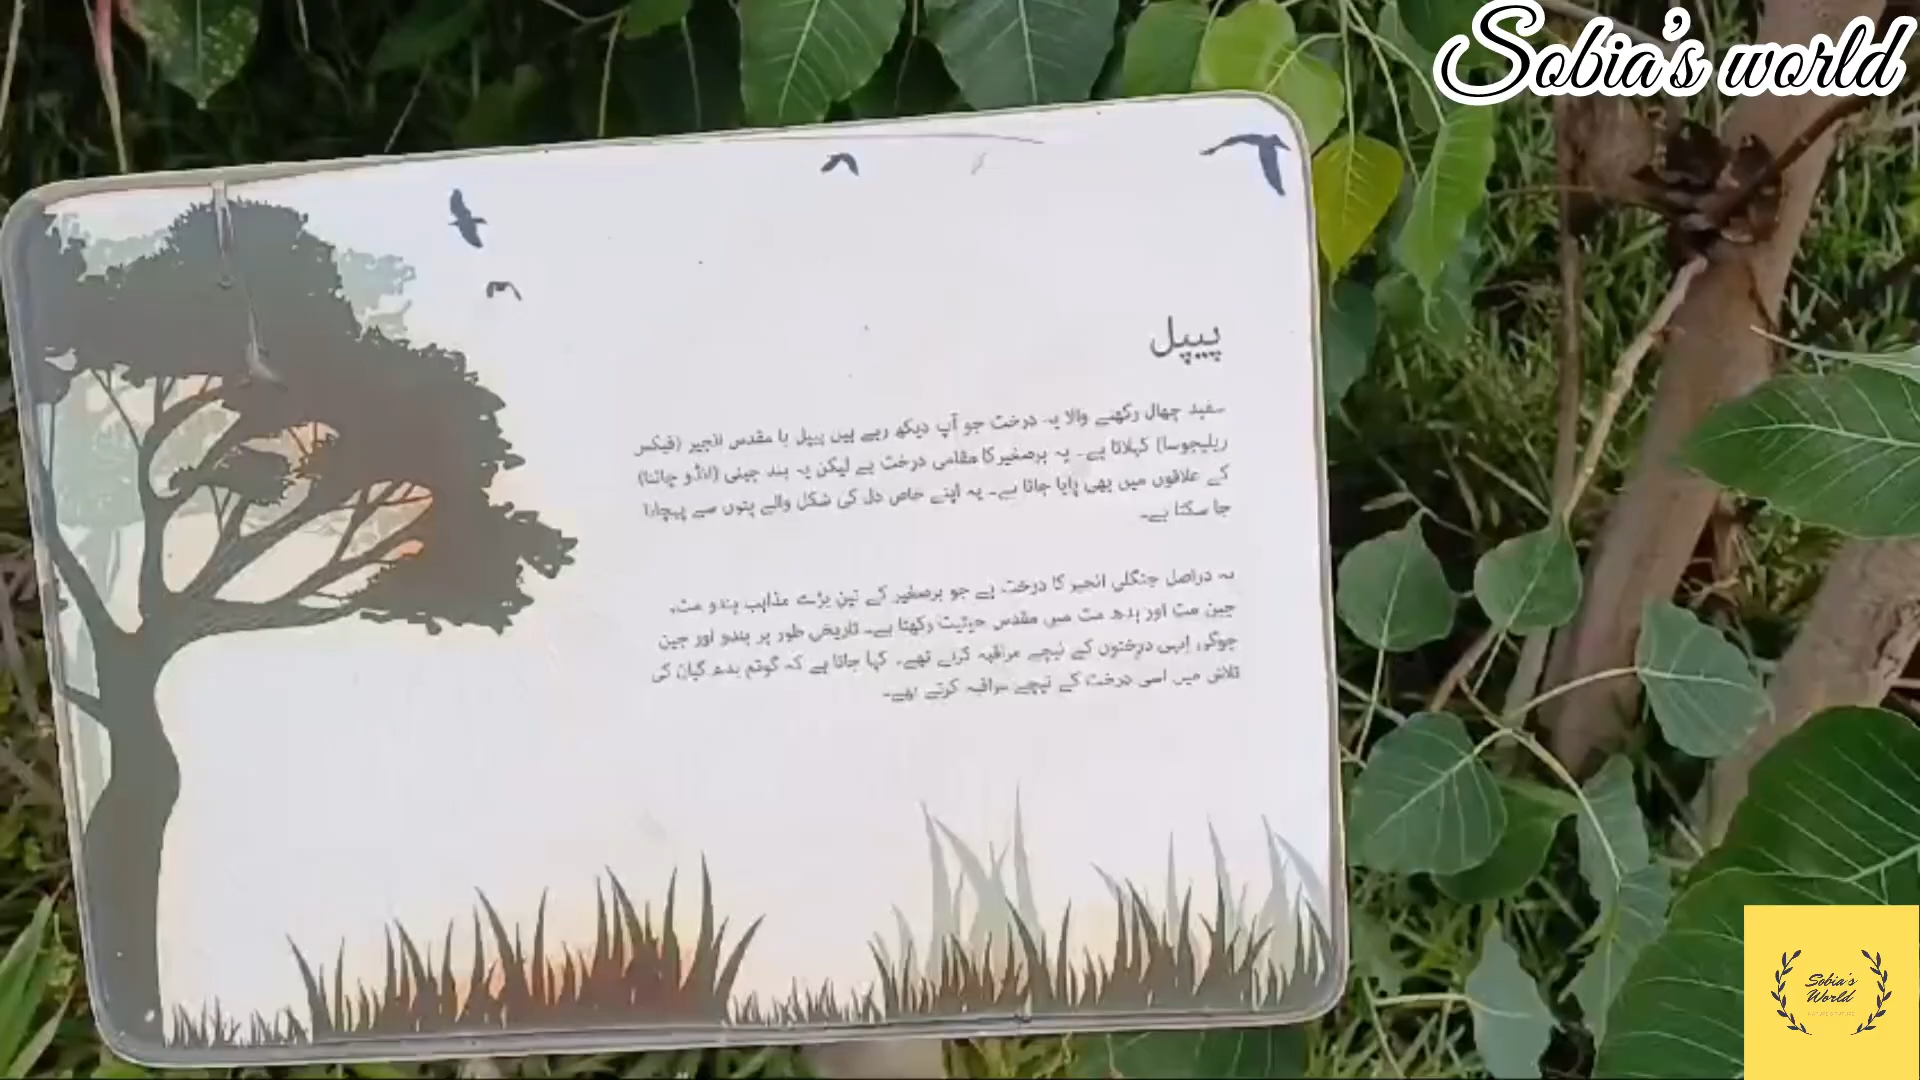 Sobia's world
پیپل
سفید چھال رکھنے والا یہ درخت جو آپ دیکھ رہے ہیں پیپل یا مقدس انجیر (فیکس
ریلیجوسا) کہلاتا ہے۔ یہ برصغیر کا مقامی درخت ہے لیکن یہ ہند چینی (انڈو چائنا)
کے علاقوں میں بھی پایا جاتا ہے۔ یہ اپنے خاص دل کی شکل والے پتوں سے پہچانا
جا سکتا ہے۔
یہ دراصل جنگلی انجیر کا درخت ہے جو برصغیر کے تین بڑے مذاہب ہندو مت،
جین مت اور بدھ مت میں مقدس حیثیت رکھتا ہے۔ تاریخی طور پر ہندو اور جین
جوگی انہی درختوں کے نیچے مراقبہ کرتے تھے۔ کہا جاتا ہے کہ گوتم بدھ گیان کی
تلاش میں اسی درخت کے نیچے مراقبہ کرتے تھے۔
Sobia's
World